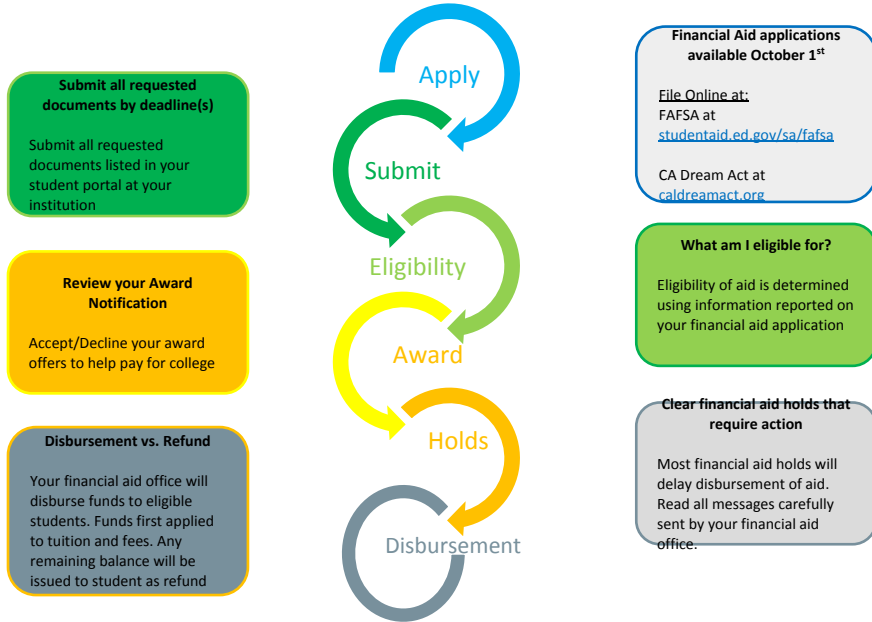 Apply
Financial Aid applications
available October 1st
File Online at:
FAFSA at
studentaid.ed.gov/sa/fafsa
CA Dream Act at
caldreamact.org
Submit all requested
documents by deadline(s)
Submit all requested
documents listed in your
student portal at your
institution
Submit
Eligibility
What am I eligible for?
Eligibility of aid is determined
using information reported on
your financial aid application
Review your Award
Notification
Accept/Decline your award
offers to help pay for college
Award
Holds
Clear financial aid holds that
require action
Most financial aid holds will
delay disbursement of aid.
Read all messages carefully
sent by your financial aid
office.
Disbursement vs. Refund
Your financial aid office will
disburse funds to eligible
students. Funds first applied
to tuition and fees. Any
remaining balance will be
issued to student as refund
Disbursement